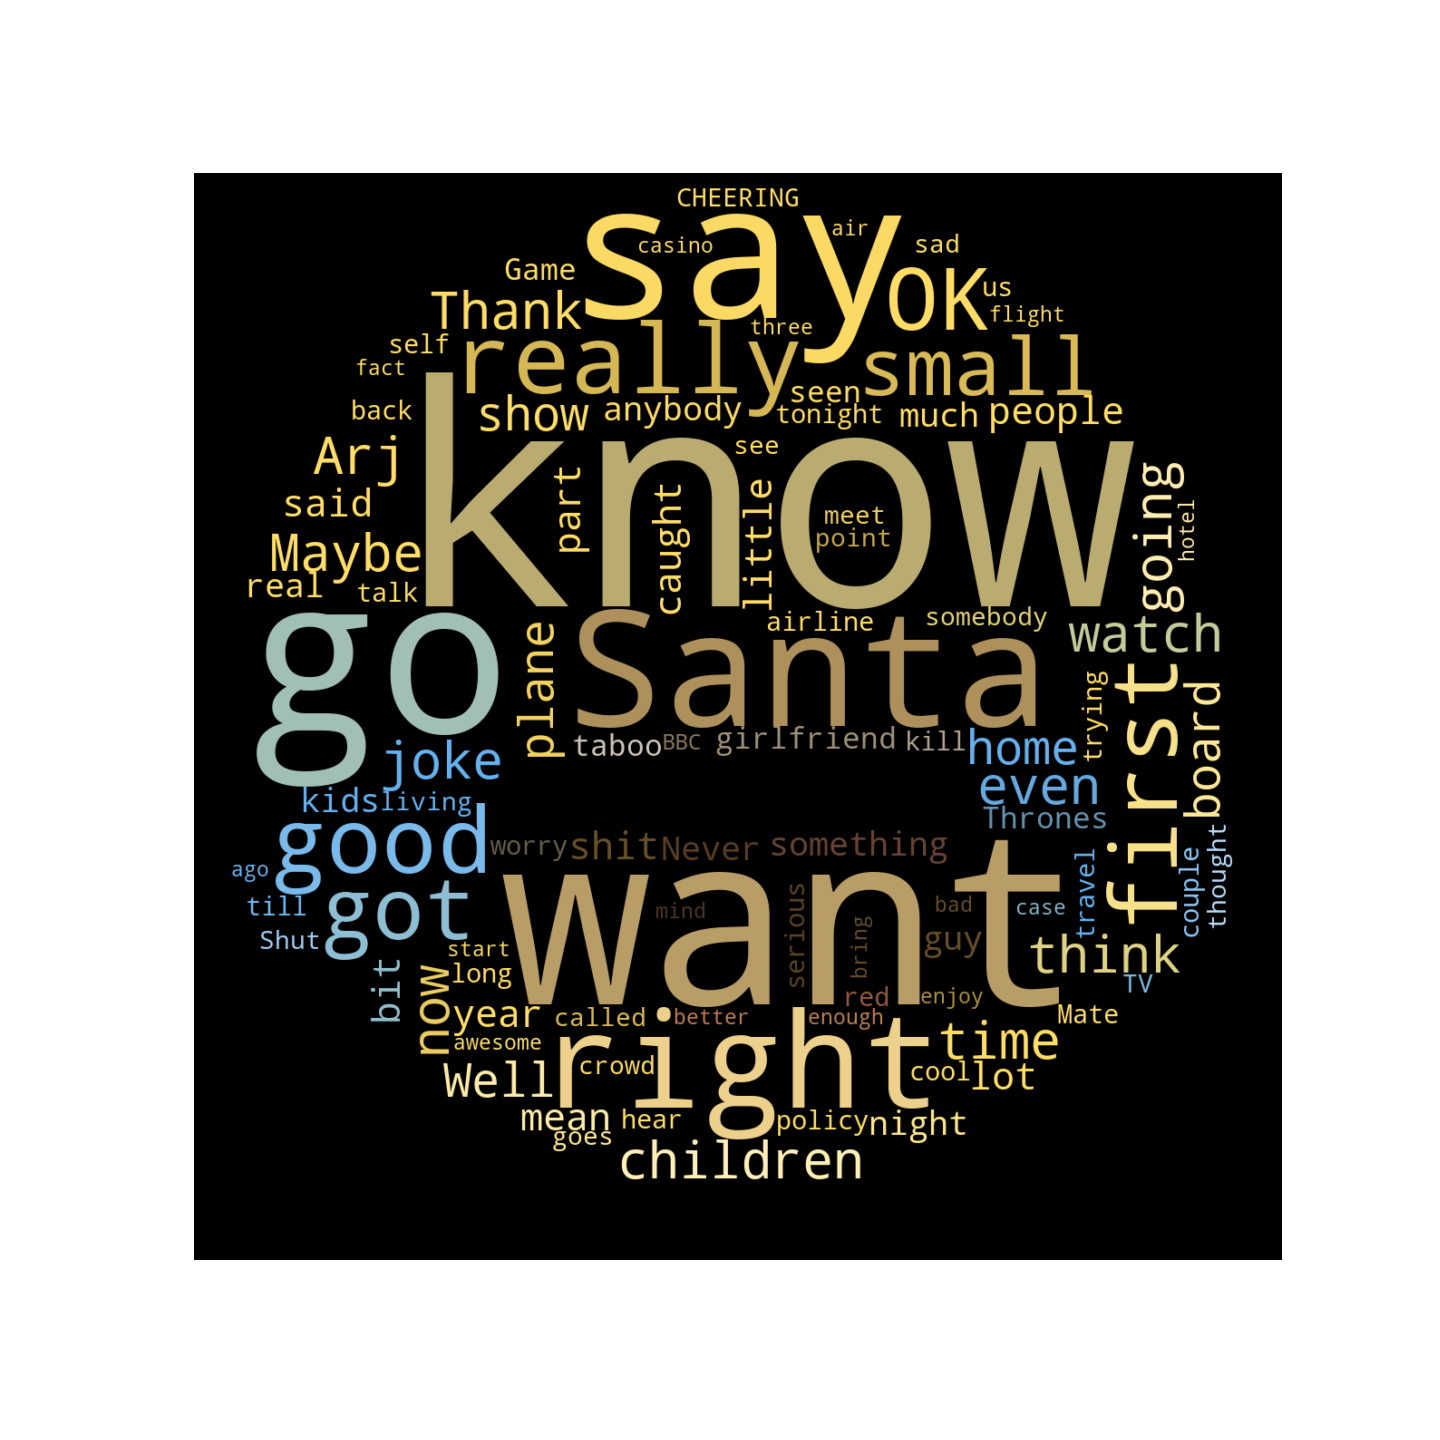 CHEERING
say
casino
air
sad
Game
OK
us
Thank
flight
three
self
really
small
fact
seen
back
show
anybody
tonight
much
people
know
see
Arj
part
caught
little
meet
point
said
going
hotel
Maybe
real
talk
go
Santa
airline
somebody
watch
plane
first
trying
board
taboo
BBC
girlfriend
kill
home
joke
even
kids
living
Thrones
good
worry
shit
Never
something
want
travel
couple
thought
ago
till
got
mind
serious
bring
bad
case
guy
Shut
start
think
bit
now
long
TV
red
enjoy
year
called
better
enough
Mate
right
awesome
time
crowd
Well
cool
lot
mean
hear
policy
night
goes
children